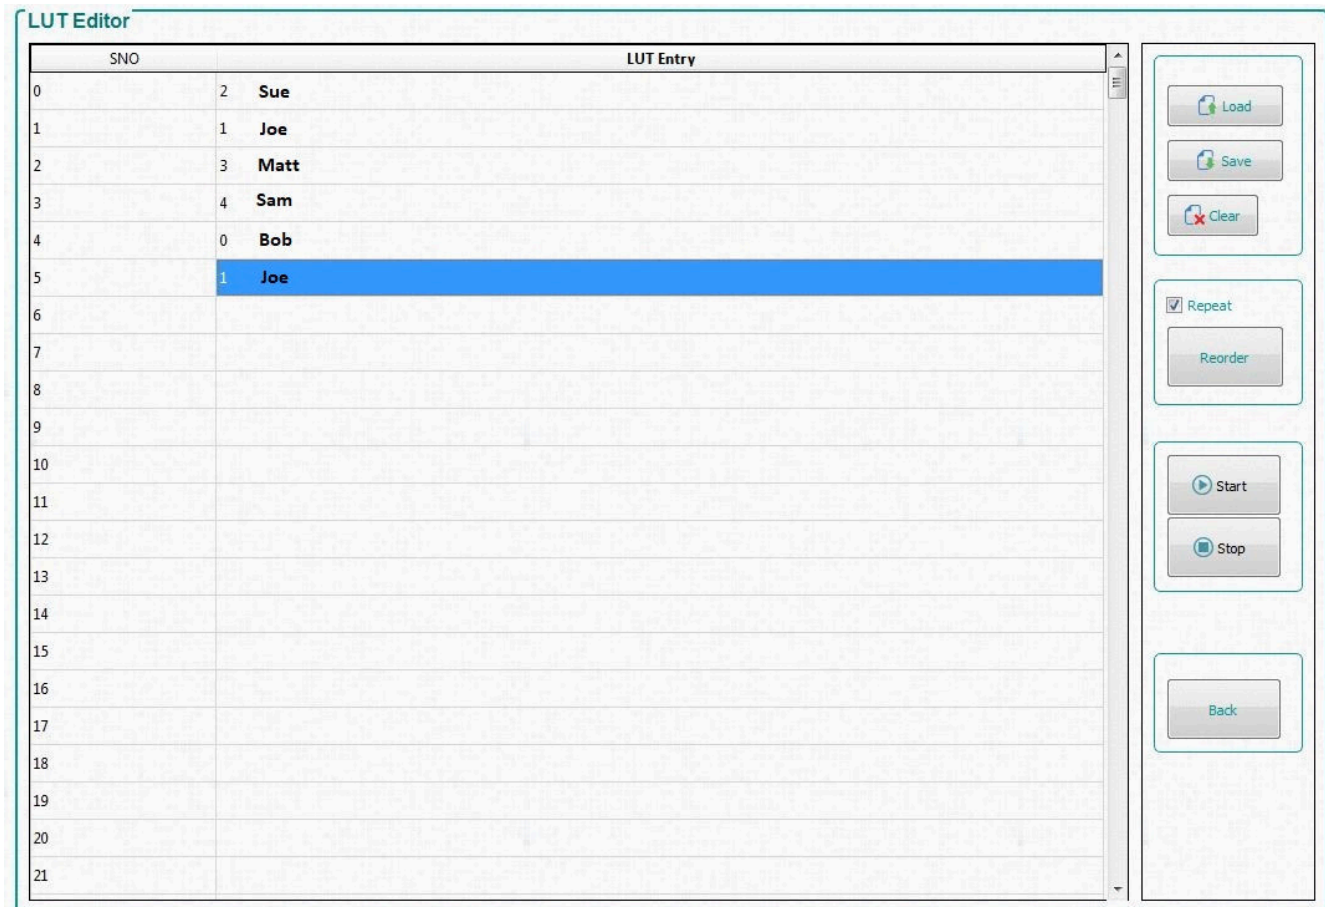 LUT Editor
SNO LUT Entry
0 2 Sue
1 1 Joe
2 3 Matt
3 4 Sam
4 0 Bob
5 1 Joe
6
7
8
9
10
11
12
13
14
15
16
17
18
19
20
21
Load
Save
Clear
Repeat
Reorder
Start
Stop
Back